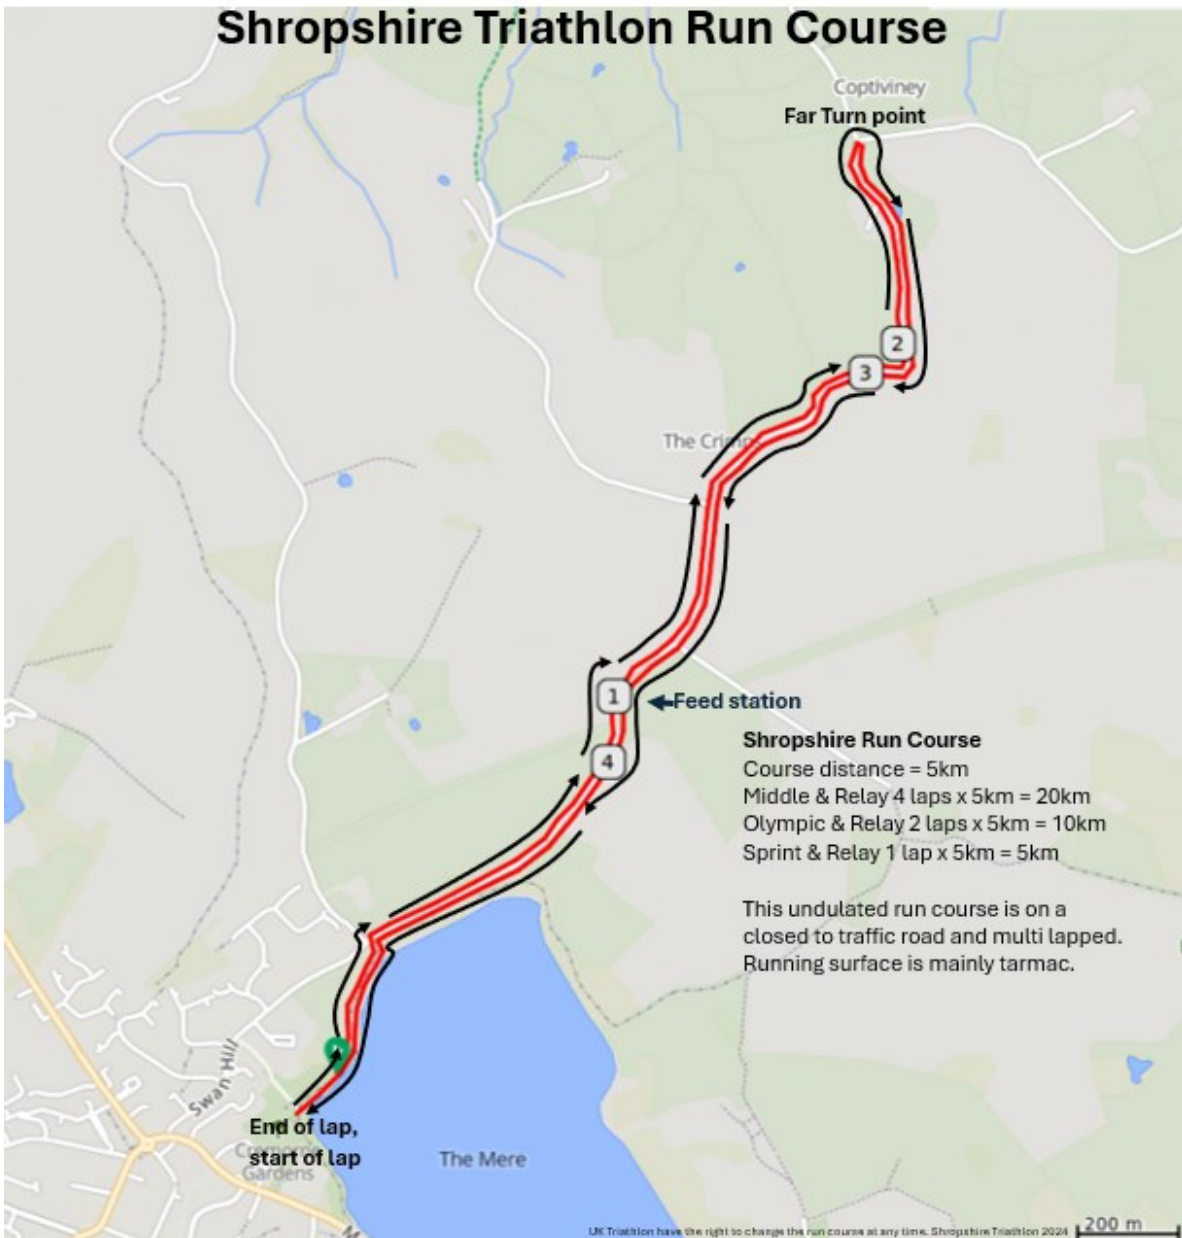 Shropshire Triathlon Run Course
Coptiviney
Far Turn point
2
3
The Crimps
1
Feed station
4
Shropshire Run Course
Course distance = 5km
Middle & Relay 4 laps x 5km = 20km
Olympic & Relay 2 laps x 5km = 10km
Sprint & Relay 1 lap x 5km = 5km
This undulated run course is on a
closed to traffic road and multi lapped.
Running surface is mainly tarmac.
Swan Hill
End of lap,
start of lap
Gardens
The Mere
UK Triathlon have the right to change the run course at any time. Shropshire Triathlon 2024
200 m